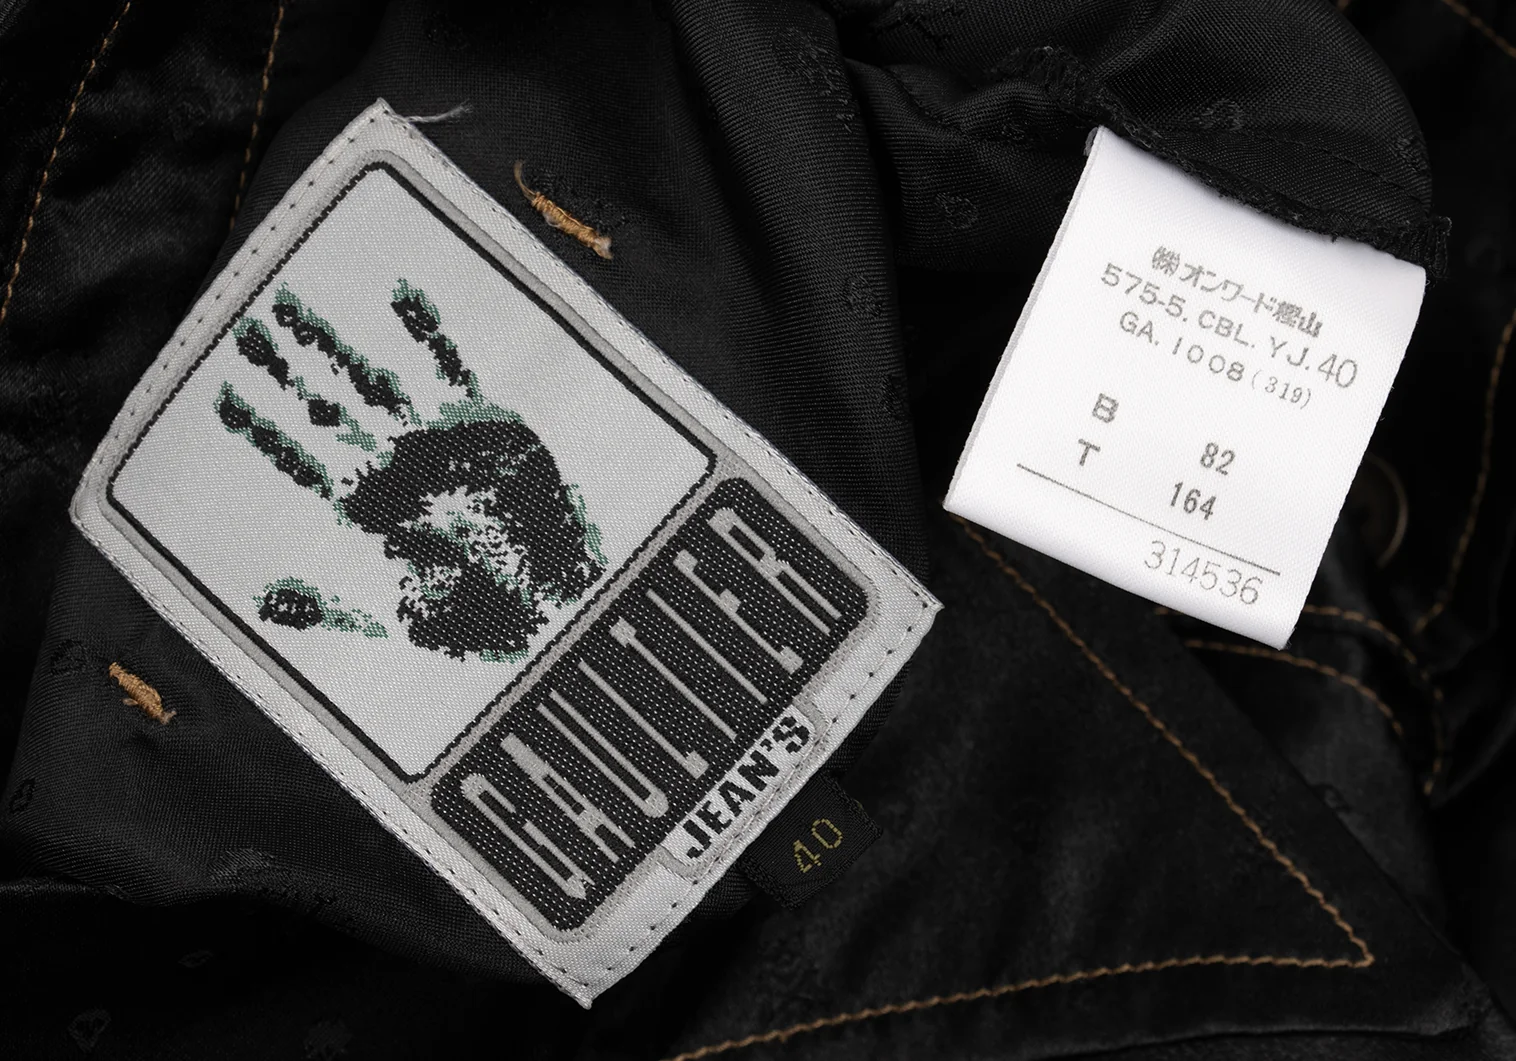 GAULTIER
JEAN'S
40
㈱オンワード樫山
575-5. CBL. YJ. 40
GA. 1008 (319)
B 82
T 164
314536